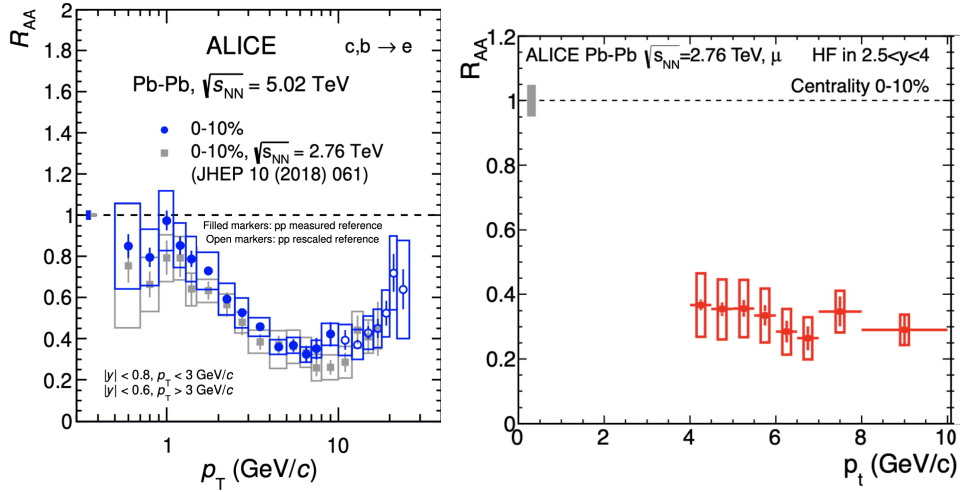 R_AA
2
1.8
1.6
1.4
1.2
1
0.8
0.6
0.4
0.2
0
ALICE
c,b → e
Pb-Pb, √s_NN = 5.02 TeV
0-10%
0-10%, √s_NN = 2.76 TeV
(JHEP 10 (2018) 061)
Filled markers: pp measured reference
Open markers: pp rescaled reference
|y| < 0.8, p_T < 3 GeV/c
|y| < 0.6, p_T > 3 GeV/c
1 10
p_T (GeV/c)
R_AA
1.2
1
0.8
0.6
0.4
0.2
0
ALICE Pb-Pb √s_NN=2.76 TeV, μ HF in 2.5<y<4
Centrality 0-10%
0 2 4 6 8 10
p_t (GeV/c)